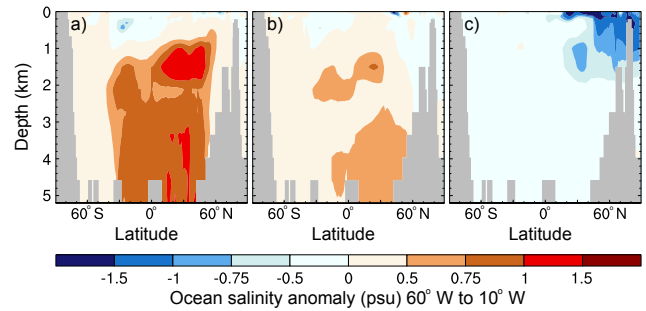 a)
b)
c)
0
1
2
3
4
5
Depth (km)
60° S 0° 60° N
60° S 0° 60° N
60° S 0° 60° N
Latitude
Latitude
Latitude
-1.5 -1 -0.75 -0.5 0 0.5 0.75 1 1.5
Ocean salinity anomaly (psu) 60° W to 10° W